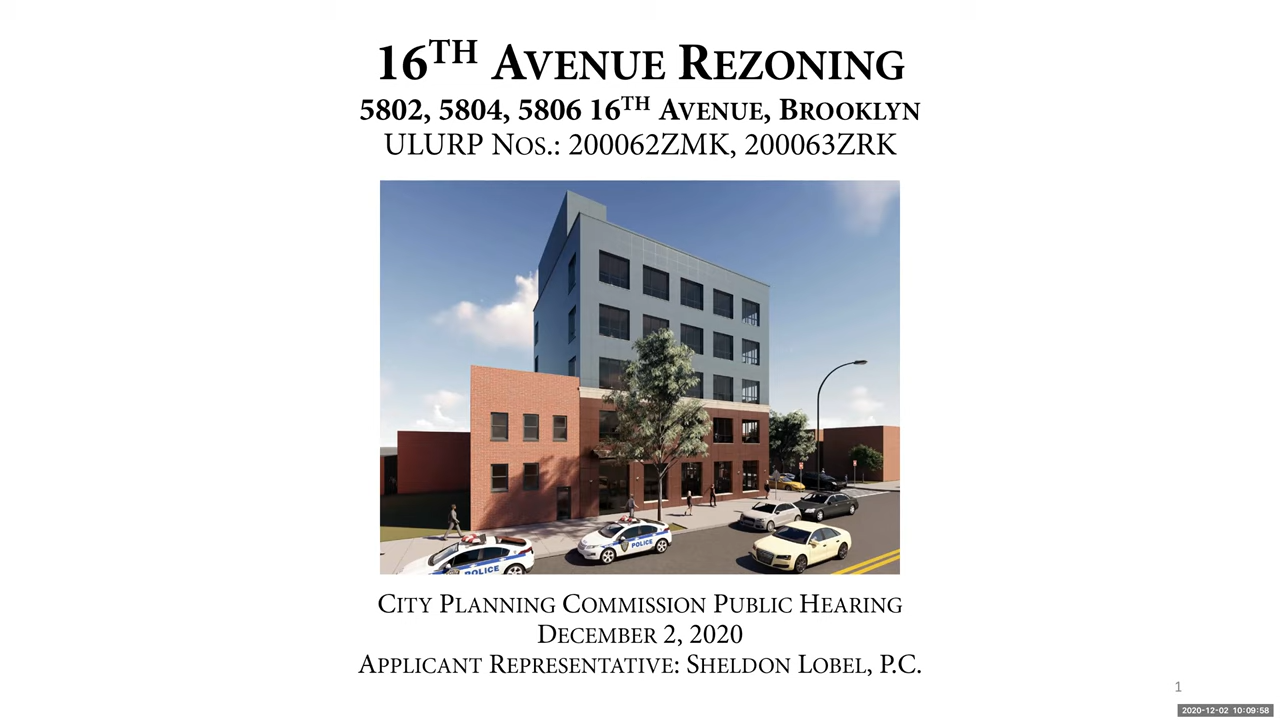 16TH AVENUE REZONING
5802, 5804, 5806 16TH AVENUE, BROOKLYN
ULURP NOS.: 200062ZMK, 200063ZRK
POLICE
POLICE
CITY PLANNING COMMISSION PUBLIC HEARING
DECEMBER 2, 2020
APPLICANT REPRESENTATIVE: SHELDON LOBEL, P.C.
1
2020-12-02 10:09:58